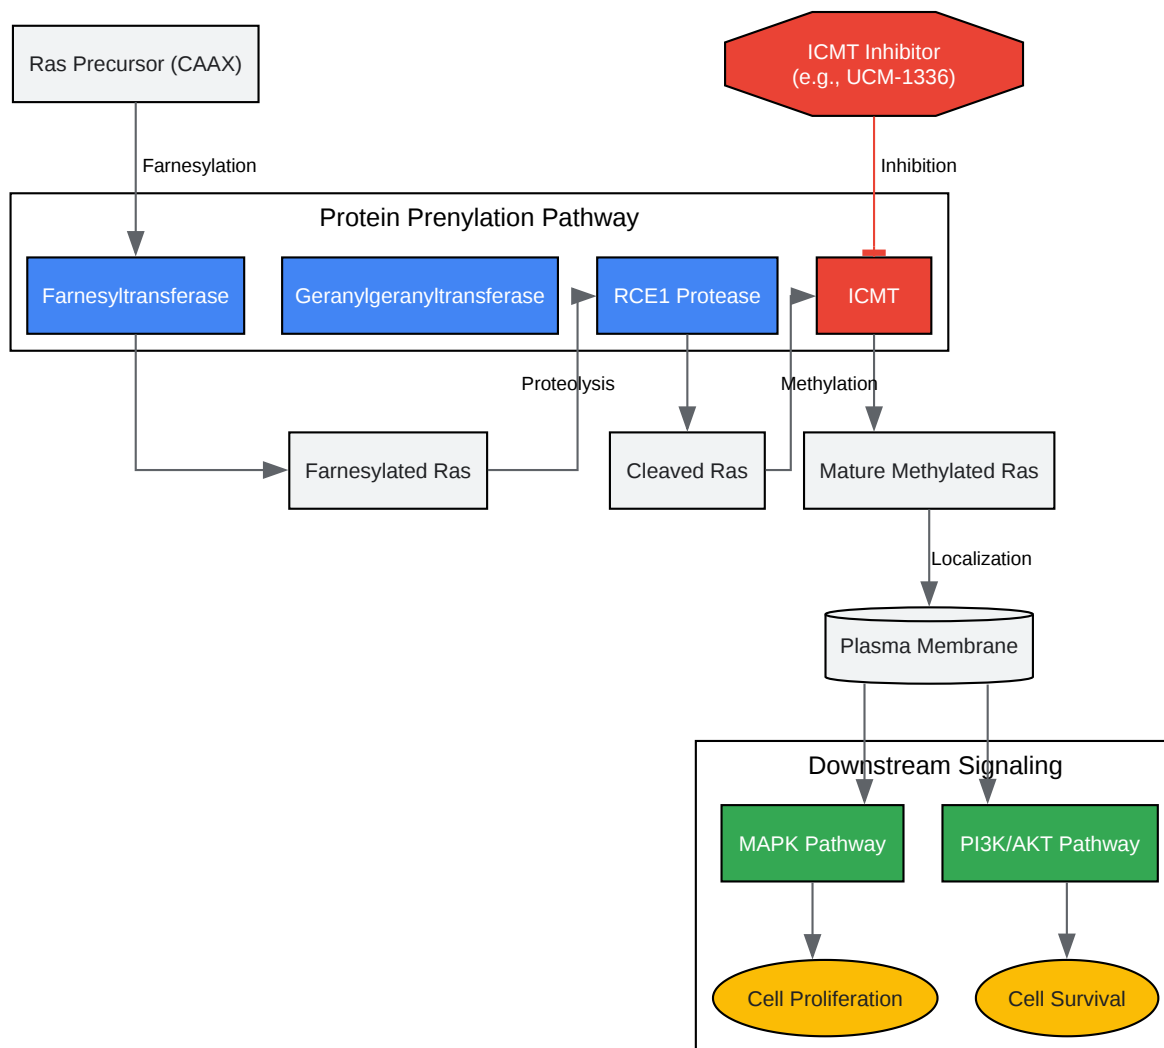 Ras Precursor (CAAX)
ICMT Inhibitor
(e.g., UCM-1336)
Farnesylation
Inhibition
Protein Prenylation Pathway
Farnesyltransferase
Geranylgeranyltransferase
RCE1 Protease
ICMT
Proteolysis
Methylation
Farnesylated Ras
Cleaved Ras
Mature Methylated Ras
Localization
Plasma Membrane
Downstream Signaling
MAPK Pathway
PI3K/AKT Pathway
Cell Proliferation
Cell Survival